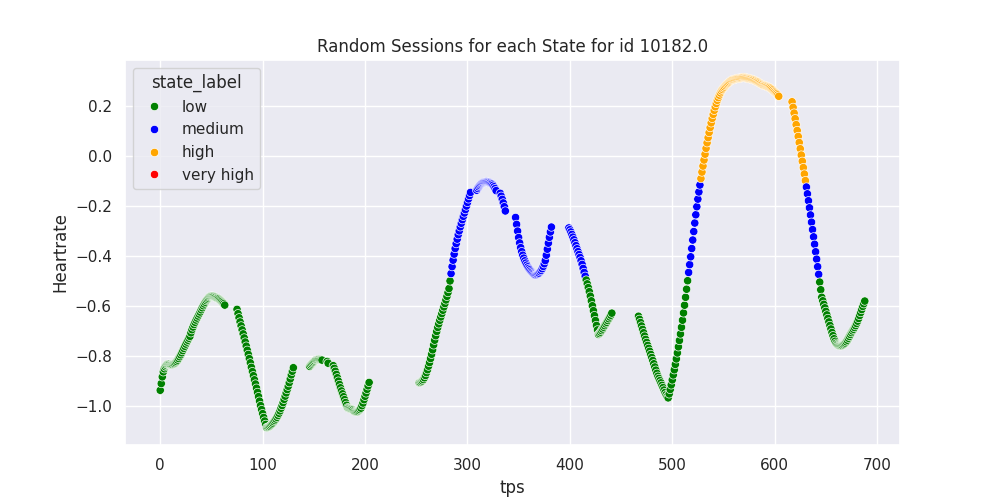 Random Sessions for each State for id 10182.0
state_label
low
medium
high
very high
Heartrate
0.2
0.0
−0.2
−0.4
−0.6
−0.8
−1.0
0 100 200 300 400 500 600 700
tps